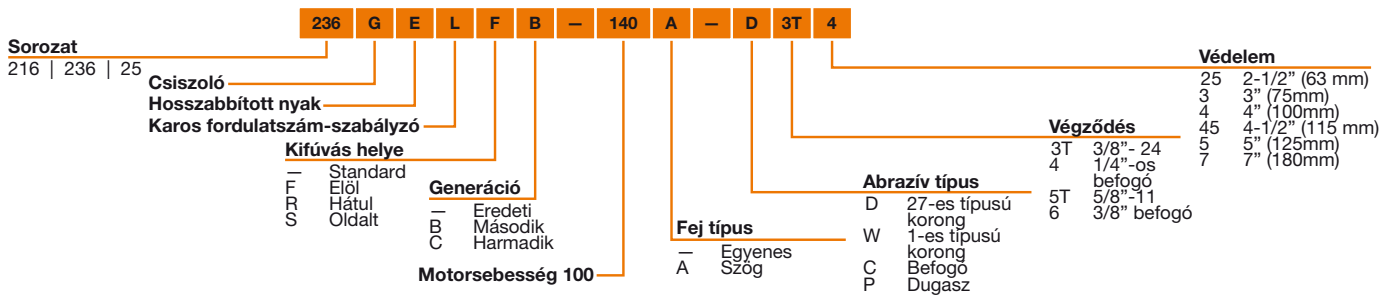 236 G E L F B — 140 A — D 3T 4
Sorozat
216 | 236 | 25
Csiszoló
Hosszabbított nyak
Karos fordulatszám-szabályzó
Kifúvás helye
— Standard
F Elöl
R Hátul
S Oldalt
Generáció
— Eredeti
B Második
C Harmadik
Motorsebesség 100
Fej típus
— Egyenes
A Szög
Abrazív típus
D 27-es típusú
korong
W 1-es típusú
korong
C Befogó
P Dugasz
Végződés
3T 3/8”- 24
4 1/4”-os
befogó
5T 5/8”-11
6 3/8” befogó
Védelem
25 2-1/2” (63 mm)
3 3” (75mm)
4 4” (100mm)
45 4-1/2” (115 mm)
5 5” (125mm)
7 7” (180mm)